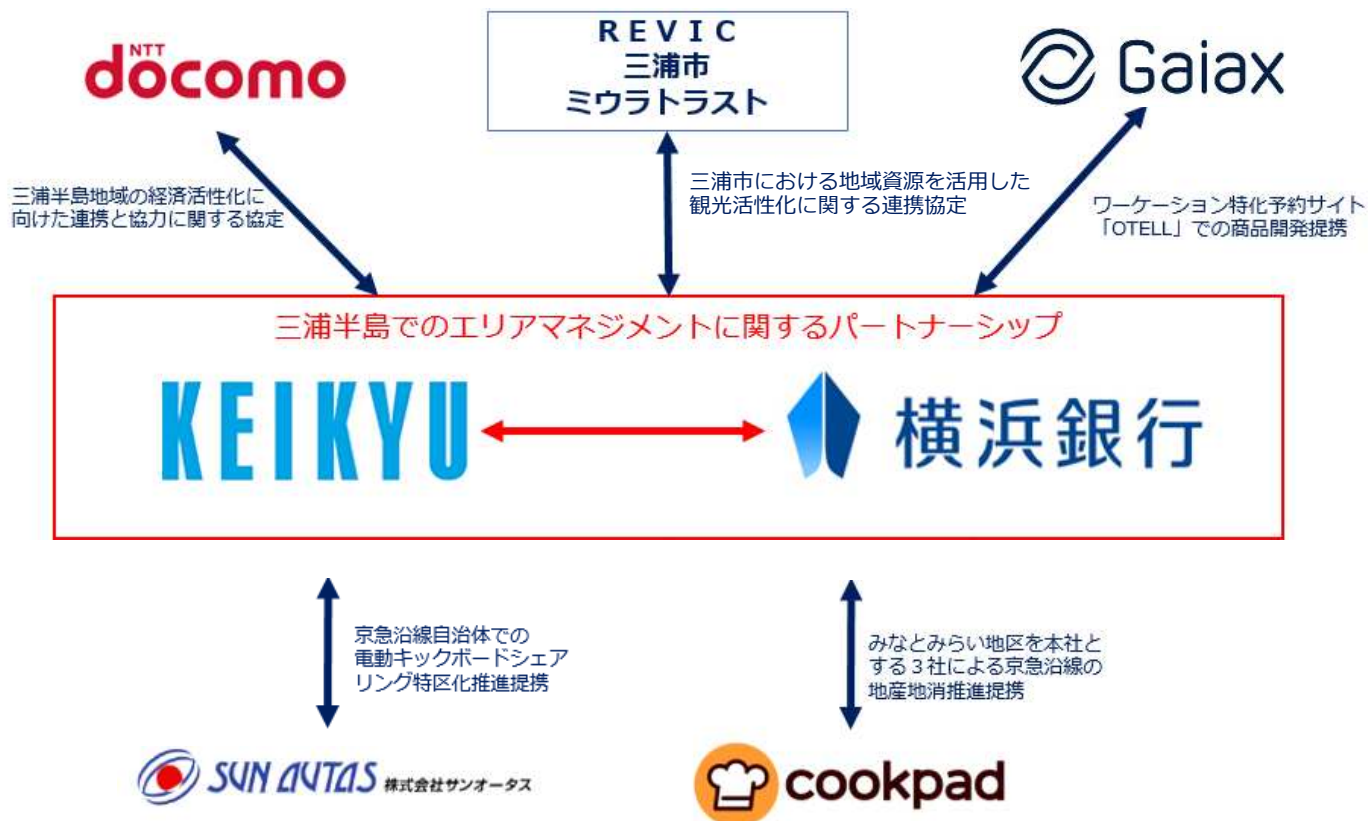 NTT
döcomo
REVIC
三浦市
ミウラトラスト
Gaiax
三浦半島地域の経済活性化に
向けた連携と協力に関する協定
三浦市における地域資源を活用した
観光活性化に関する連携協定
ワーケーション特化予約サイト
「OTELL」での商品開発提携
三浦半島でのエリアマネジメントに関するパートナーシップ
KEIKYU
横浜銀行
京急沿線自治体での
電動キックボードシェア
リング特区化推進提携
みなとみらい地区を本社と
する3社による京急沿線の
地産地消推進提携
SUN AUTAS 株式会社サンオータス
cookpad